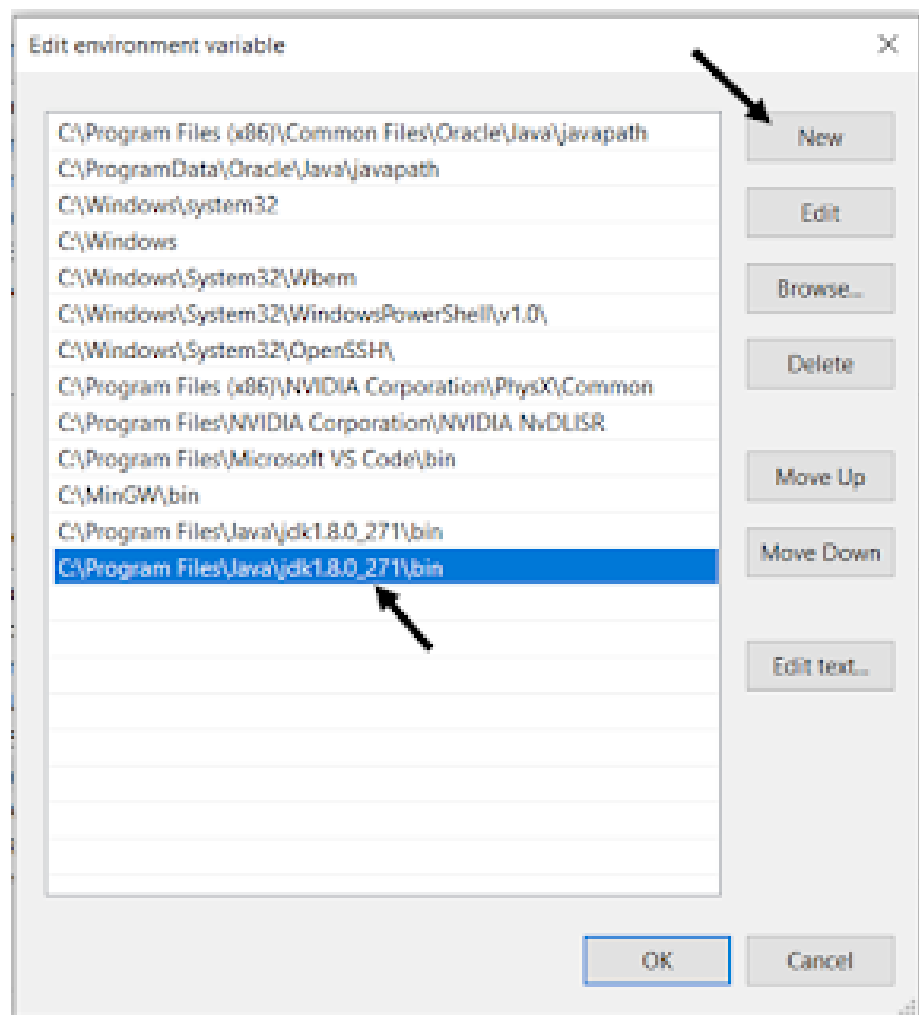 Edit environment variable
C:\Program Files (x86)\Common Files\Oracle\Java\javapath
New
C:\ProgramData\Oracle\Java\javapath
C:\Windows\system32
Edit
C:\Windows
C:\Windows\System32\Wbem
Browse...
C:\Windows\System32\WindowsPowerShell\v1.0\
C:\Windows\System32\OpenSSH\
Delete
C:\Program Files (x86)\NVIDIA Corporation\PhysX\Common
C:\Program Files\NVIDIA Corporation\NVIDIA NvDLISR
C:\Program Files\Microsoft VS Code\bin
Move Up
C:\MinGW\bin
C:\Program Files\Java\jdk1.8.0_271\bin
Move Down
C:\Program Files\Java\jdk1.8.0_271\bin
Edit text...
OK
Cancel